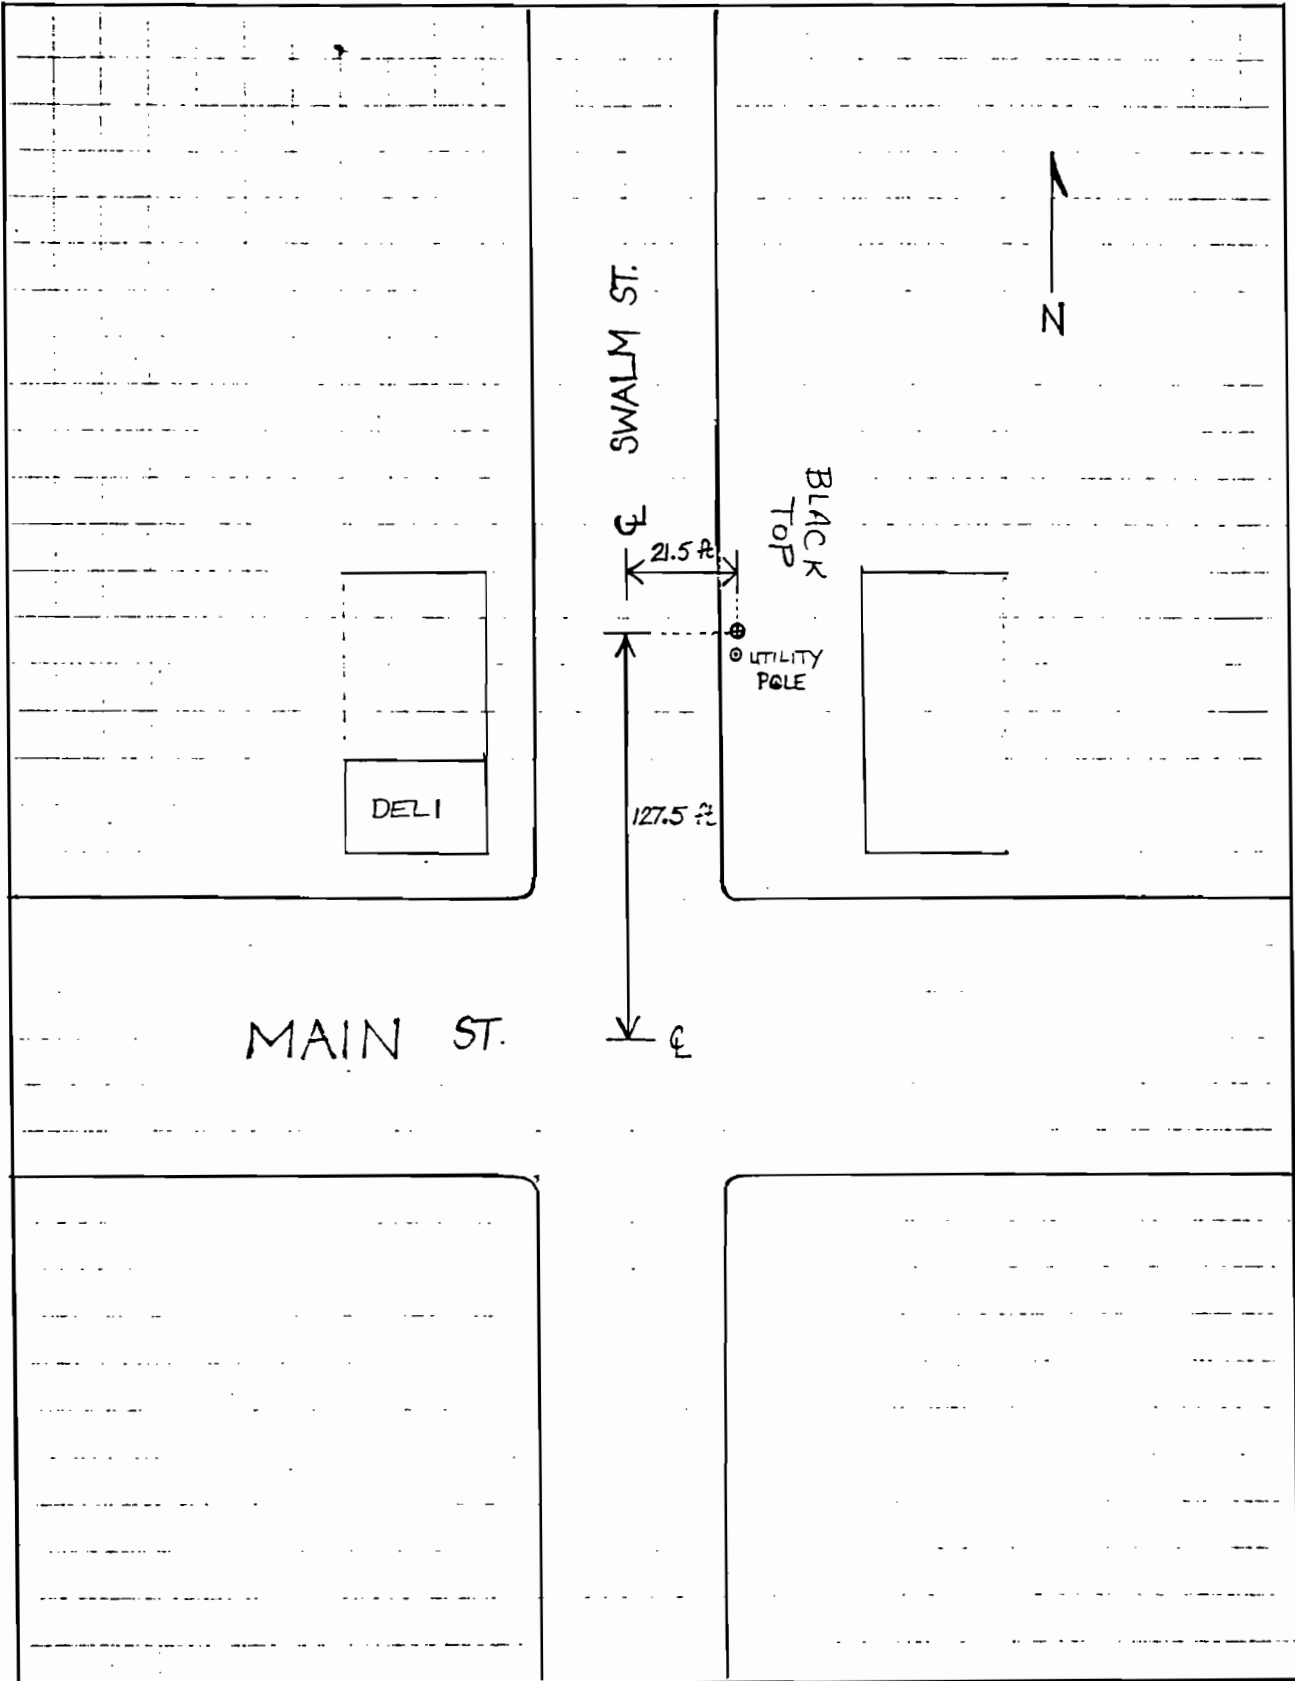 SWALM ST.
N
BLACK
TOP
℄
21.5 ft
UTILITY
POLE
DELI
127.5 ft
MAIN ST.
℄